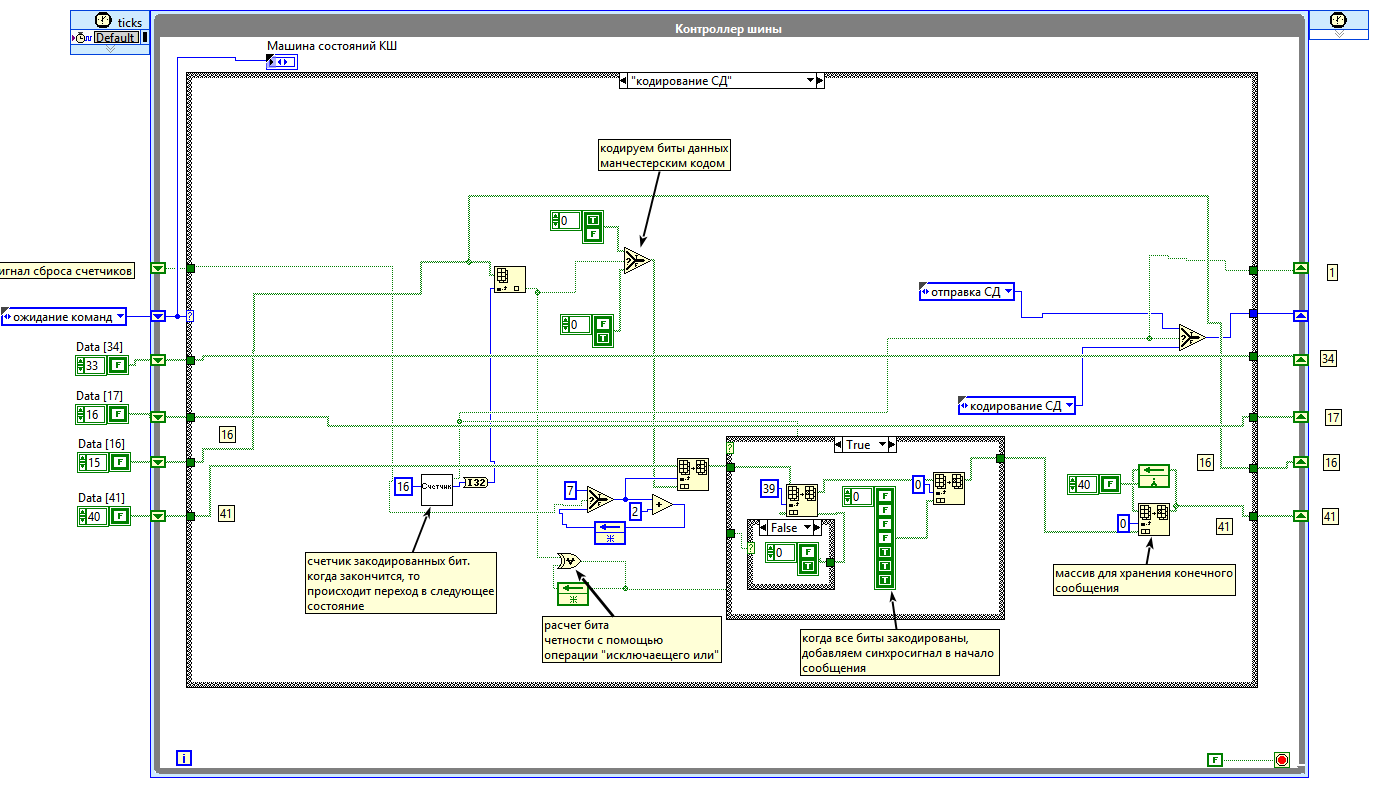 ticks
Default
Контроллер шины
Машина состояний КШ
"кодирование СД"
кодируем биты данных
манчестерским кодом
0
T
F
0
F
T
игнал сброса счетчиков
ожидание команд
Data [34]
33
F
Data [17]
16
F
Data [16]
15
F
Data [41]
40
F
16
41
отправка СД
кодирование СД
16
Счетчик
I32
7
2
счетчик закодированных бит.
когда закончится, то
происходит переход в следующее
состояние
расчет бита
четности с помощью
операции "исключаещего или"
True
39
False
0
F
T
0
F
F
F
F
T
T
T
0
когда все биты закодированы,
добавляем синхросигнал в начало
сообщения
40
F
0
массив для хранения конечного
сообщения
16
41
1
34
17
16
41
i
F